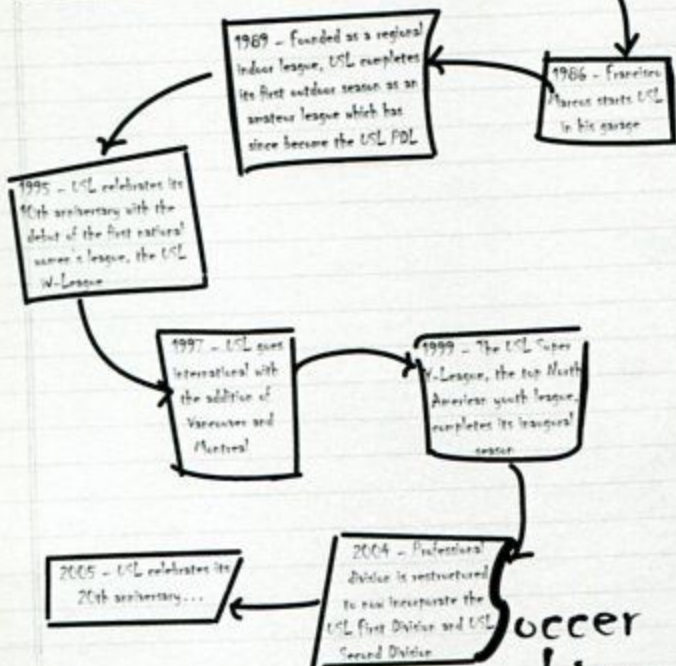 1986 - Francisco
Marcos starts USL
in his garage
1989 - Founded as a regional
indoor league, USL completes
its first outdoor season as an
amateur league which has
since become the USL PDL
1995 - USL celebrates its
10th anniversary with the
debut of the first national
women's league, the USL
W-League
1997 - USL goes
international with
the addition of
Vancouver and
Montreal
1999 - The USL Super
Y-League, the top North
American youth league,
completes its inaugural
season
2004 - Professional
division is restructured
to now incorporate the
USL First Division and USL
Second Division
2005 - USL celebrates its
20th anniversary...
occer